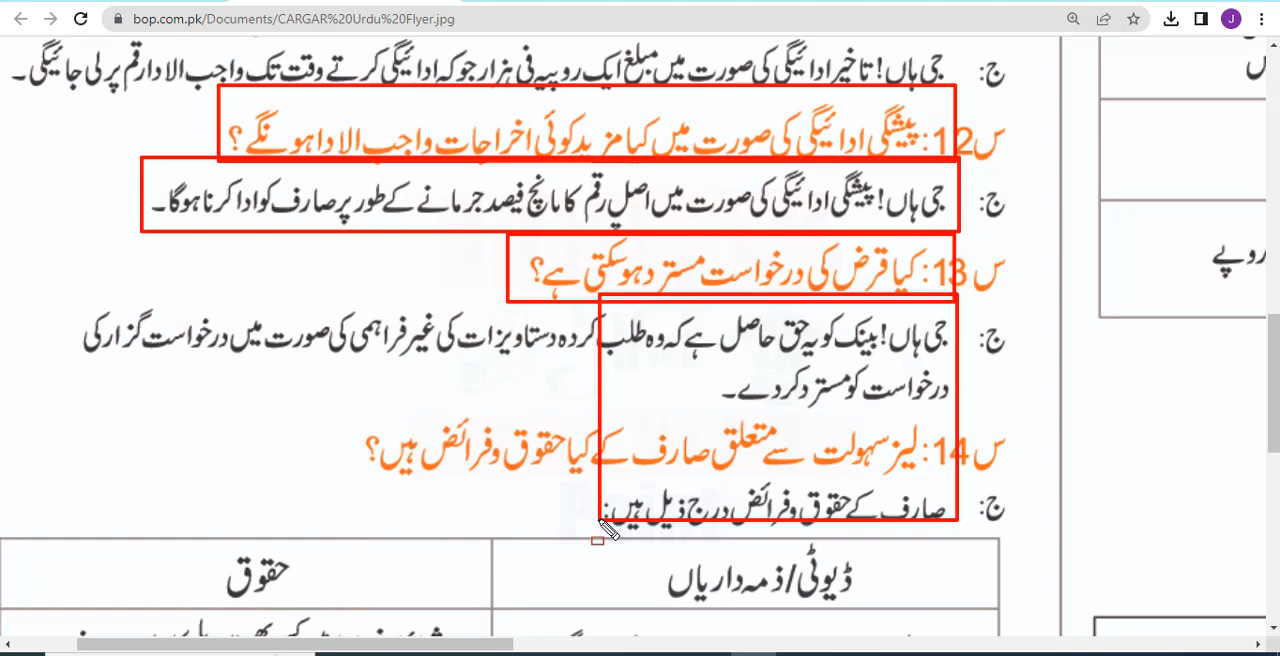 bop.com.pk/Documents/CARGAR%20Urdu%20Flyer.jpg
J
ج: جی ہاں! تاخیر ادائیگی کی صورت میں مبلغ ایک روپیہ فی ہزار جو کہ ادائیگی کرتے وقت تک واجب الادا رقم پر لی جائیگی۔
س 12: پیشگی ادائیگی کی صورت میں کیا مزید کوئی اخراجات واجب الادا ہونگے؟
ج: جی ہاں! پیشگی ادائیگی کی صورت میں اصل رقم کا مانچ فیصد جرمانے کے طور پر صارف کو ادا کرنا ہوگا۔
س 13: کیا قرض کی درخواست مسترد ہوسکتی ہے؟
ج: جی ہاں! بینک کو یہ حق حاصل ہے کہ وہ طلب کردہ دستاویزات کی غیر فراہمی کی صورت میں درخواست گزار کی
درخواست کو مسترد کر دے۔
س 14: لیز سہولت سے متعلق صارف کے کیا حقوق و فرائض ہیں؟
ج: صارف کے حقوق و فرائض درج ذیل ہیں:
ڈیوٹی/ذمہ داریاں
حقوق
روپے